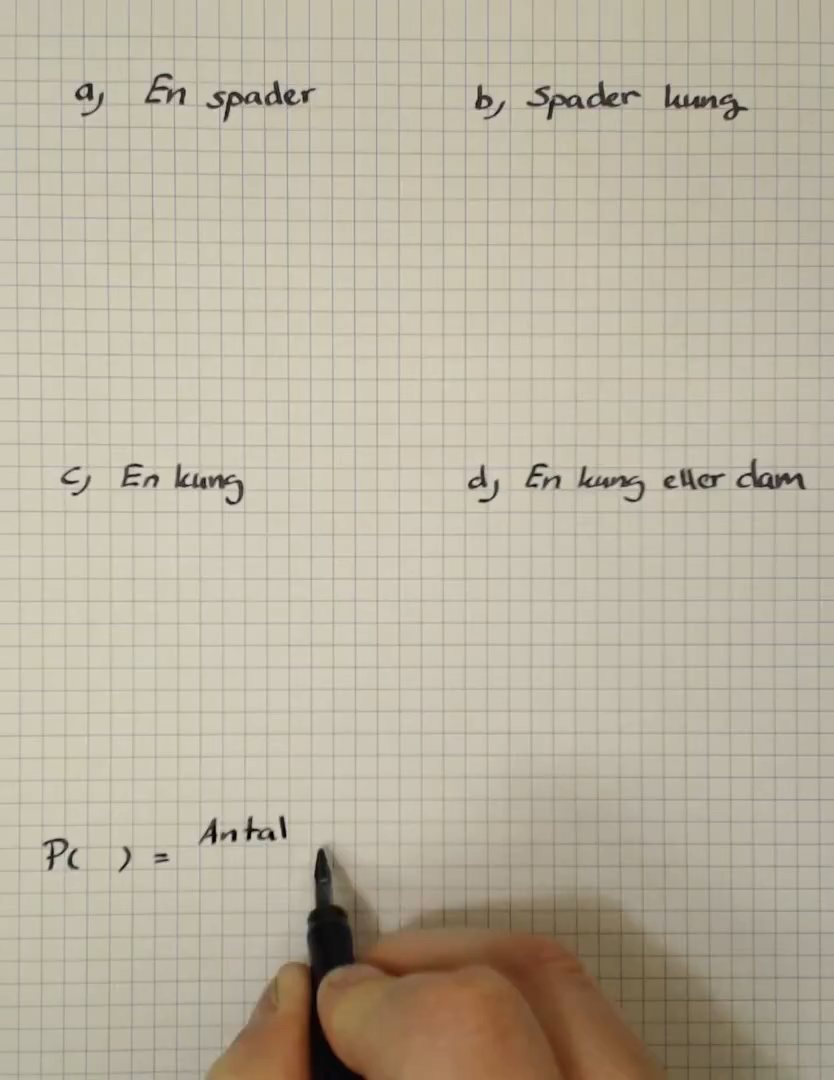 a) En spader
b) Spader kung
c) En kung
d) En kung eller dam
P( ) = Antal